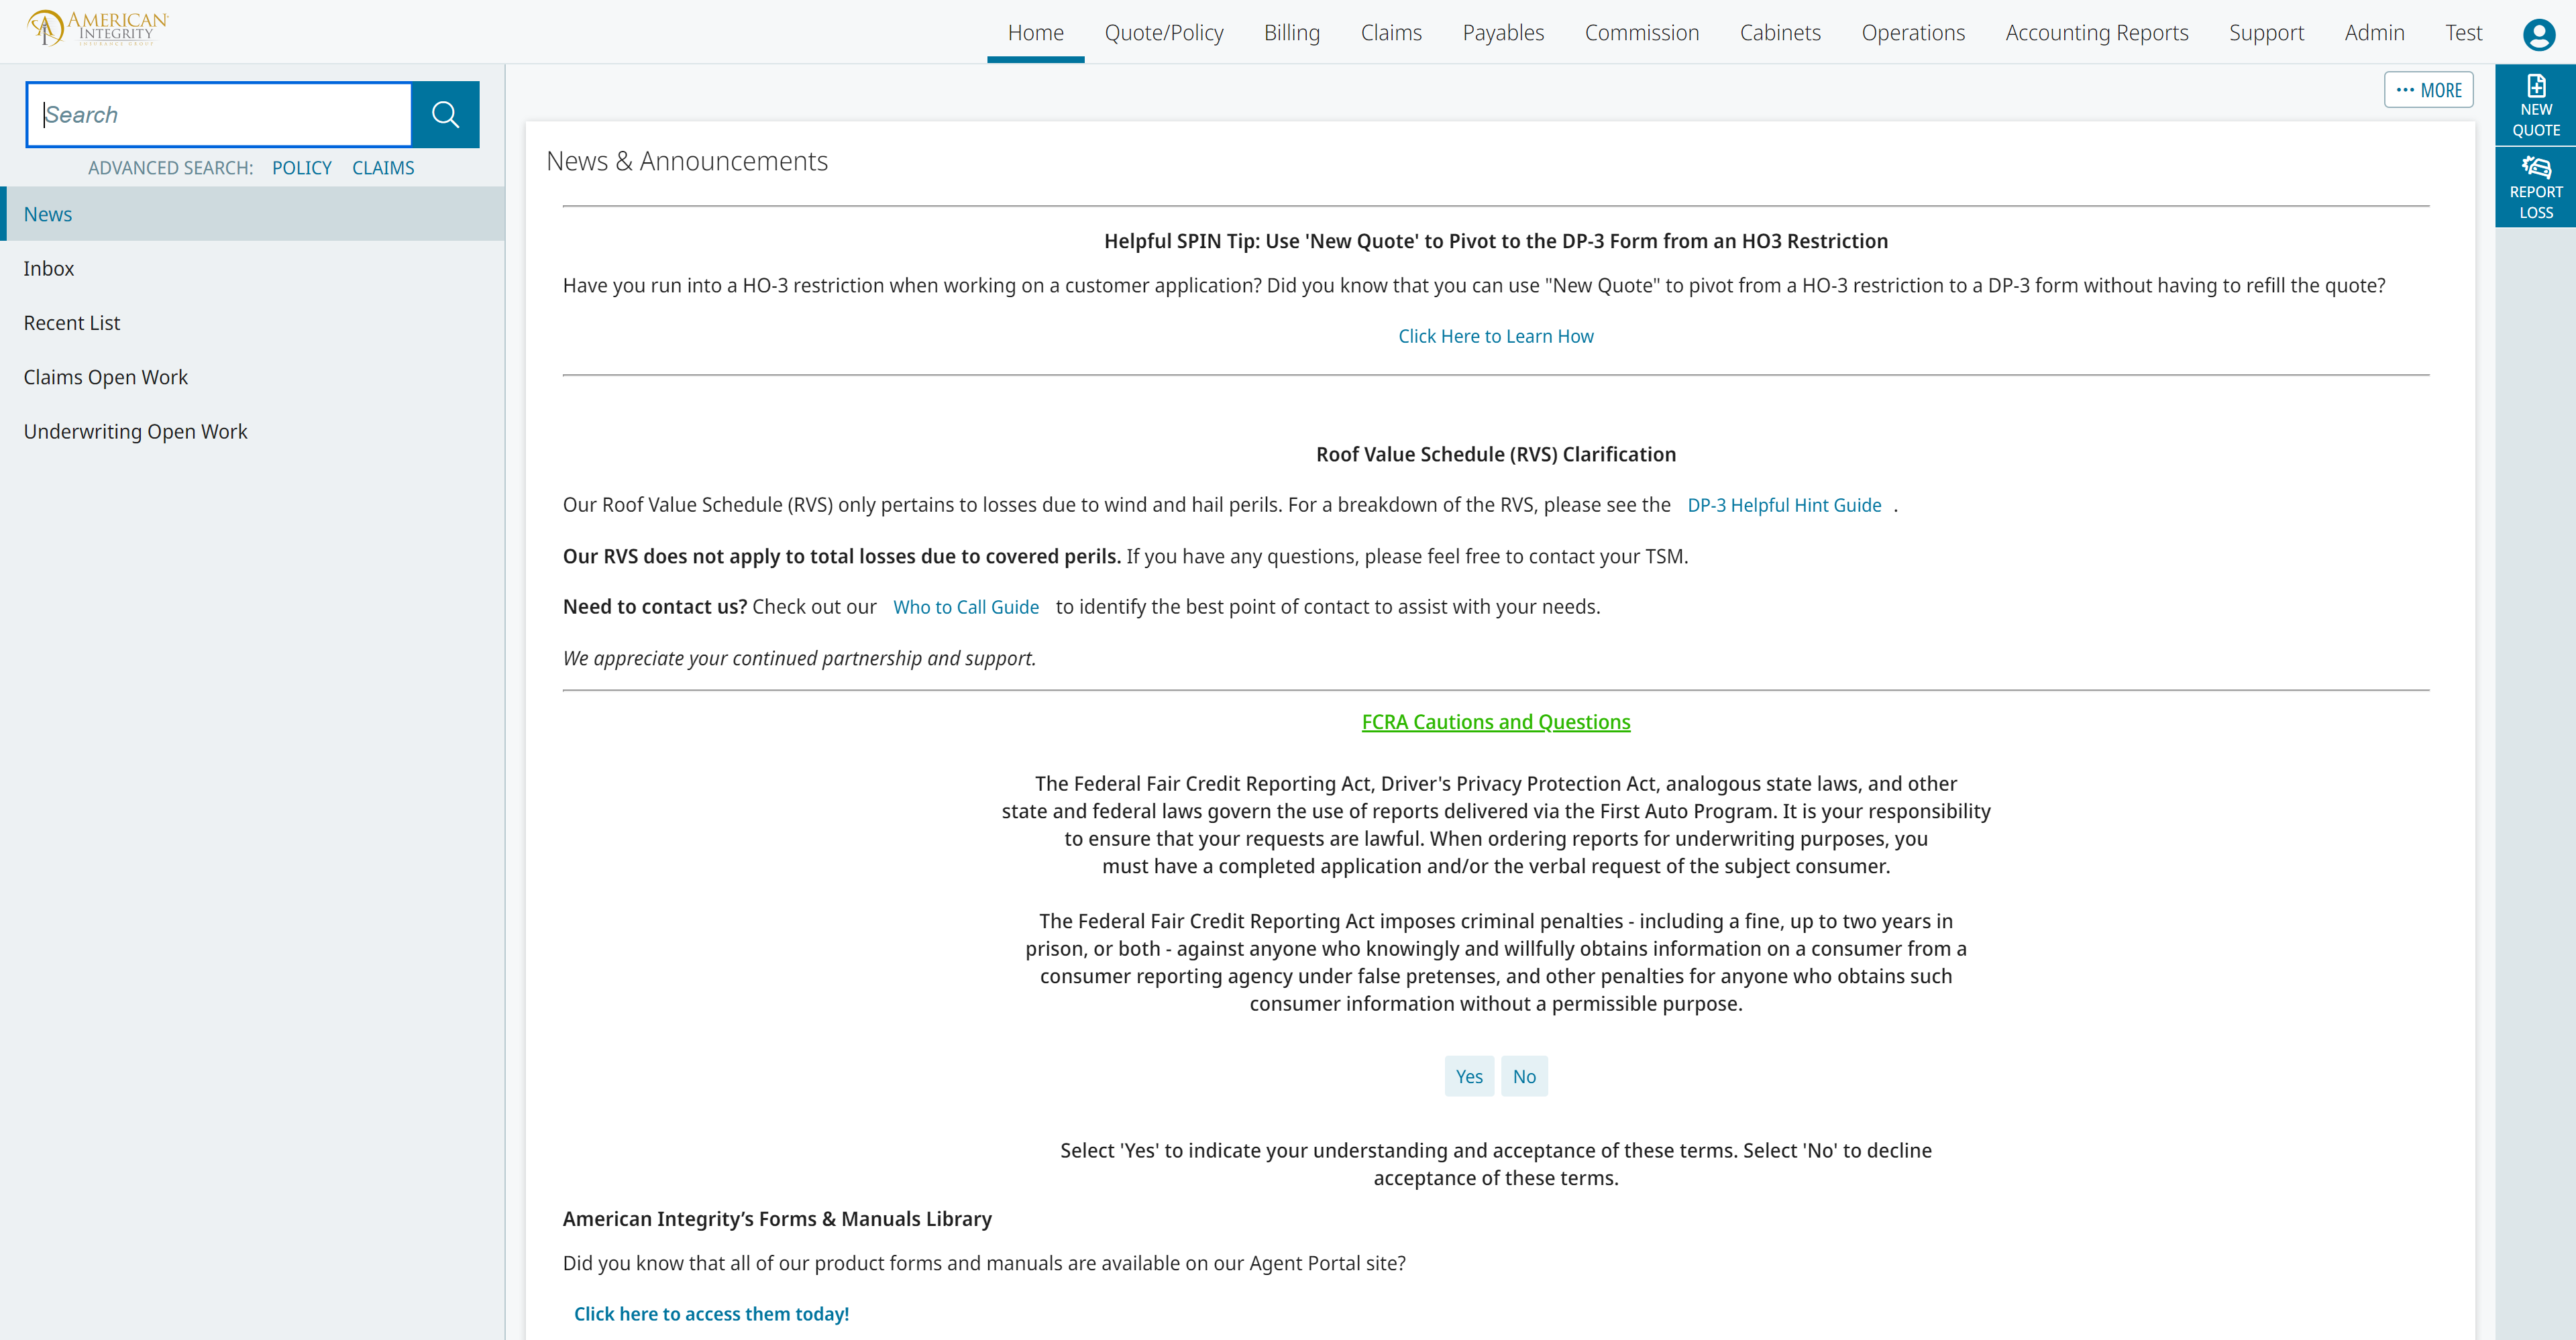 AMERICAN
INTEGRITY
INSURANCE GROUP
Home Quote/Policy Billing Claims Payables Commission Cabinets Operations Accounting Reports Support Admin Test
Search
ADVANCED SEARCH: POLICY CLAIMS
News
Inbox
Recent List
Claims Open Work
Underwriting Open Work
••• MORE
NEW
QUOTE
REPORT
LOSS
News & Announcements
Helpful SPIN Tip: Use 'New Quote' to Pivot to the DP-3 Form from an HO3 Restriction
Have you run into a HO-3 restriction when working on a customer application? Did you know that you can use "New Quote" to pivot from a HO-3 restriction to a DP-3 form without having to refill the quote?
Click Here to Learn How
Roof Value Schedule (RVS) Clarification
Our Roof Value Schedule (RVS) only pertains to losses due to wind and hail perils. For a breakdown of the RVS, please see the DP-3 Helpful Hint Guide .
Our RVS does not apply to total losses due to covered perils. If you have any questions, please feel free to contact your TSM.
Need to contact us? Check out our Who to Call Guide to identify the best point of contact to assist with your needs.
We appreciate your continued partnership and support.
FCRA Cautions and Questions
The Federal Fair Credit Reporting Act, Driver's Privacy Protection Act, analogous state laws, and other
state and federal laws govern the use of reports delivered via the First Auto Program. It is your responsibility
to ensure that your requests are lawful. When ordering reports for underwriting purposes, you
must have a completed application and/or the verbal request of the subject consumer.
The Federal Fair Credit Reporting Act imposes criminal penalties - including a fine, up to two years in
prison, or both - against anyone who knowingly and willfully obtains information on a consumer from a
consumer reporting agency under false pretenses, and other penalties for anyone who obtains such
consumer information without a permissible purpose.
Yes No
Select 'Yes' to indicate your understanding and acceptance of these terms. Select 'No' to decline
acceptance of these terms.
American Integrity’s Forms & Manuals Library
Did you know that all of our product forms and manuals are available on our Agent Portal site?
Click here to access them today!